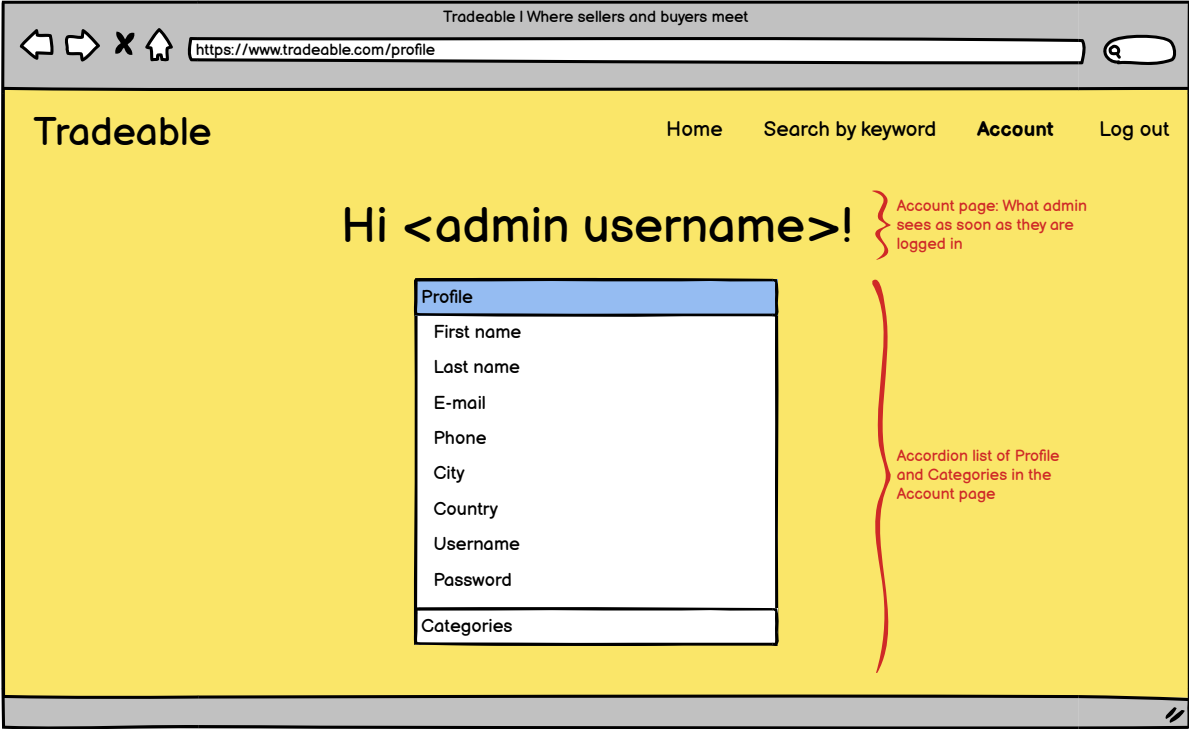 Tradeable | Where sellers and buyers meet
https://www.tradeable.com/profile
Tradeable
Home
Search by keyword
Account
Log out
Hi <admin username>!
Account page: What admin
sees as soon as they are
logged in
Profile
First name
Last name
E-mail
Phone
City
Country
Username
Password
Categories
Accordion list of Profile
and Categories in the
Account page